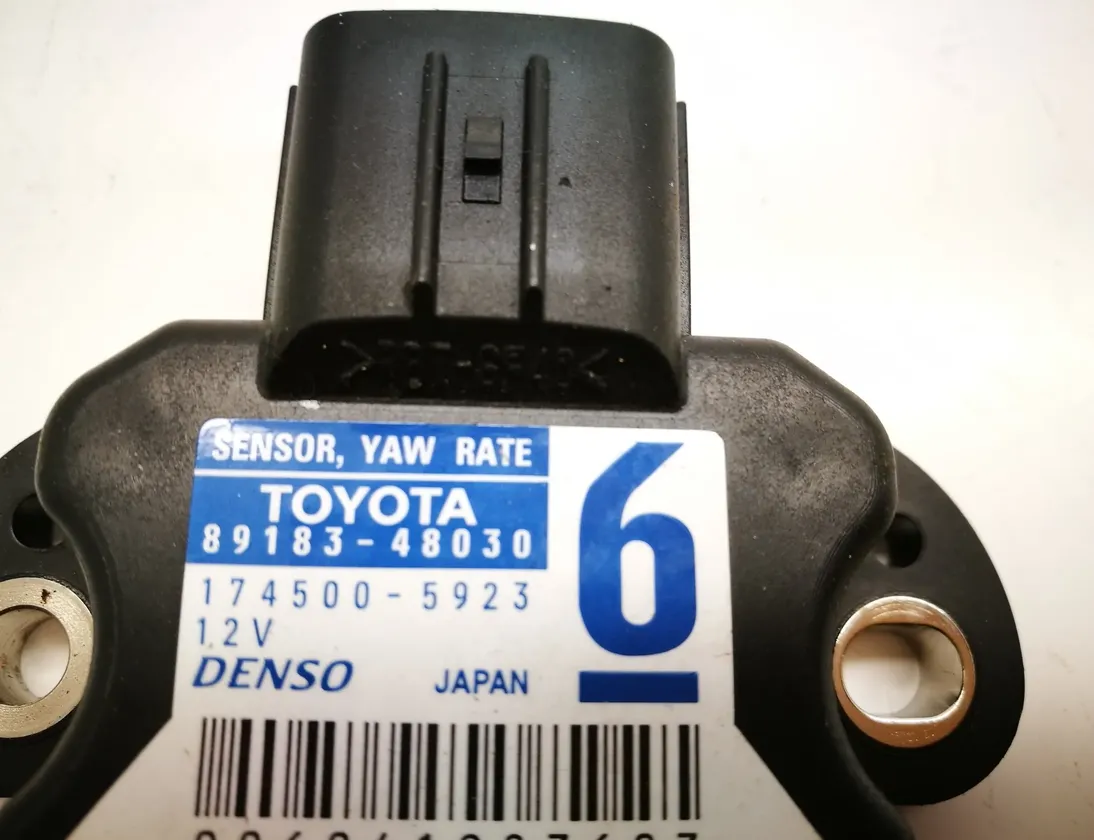 SENSOR, YAW RATE
TOYOTA
89183-48030
6
174500-5923
12V
DENSO JAPAN